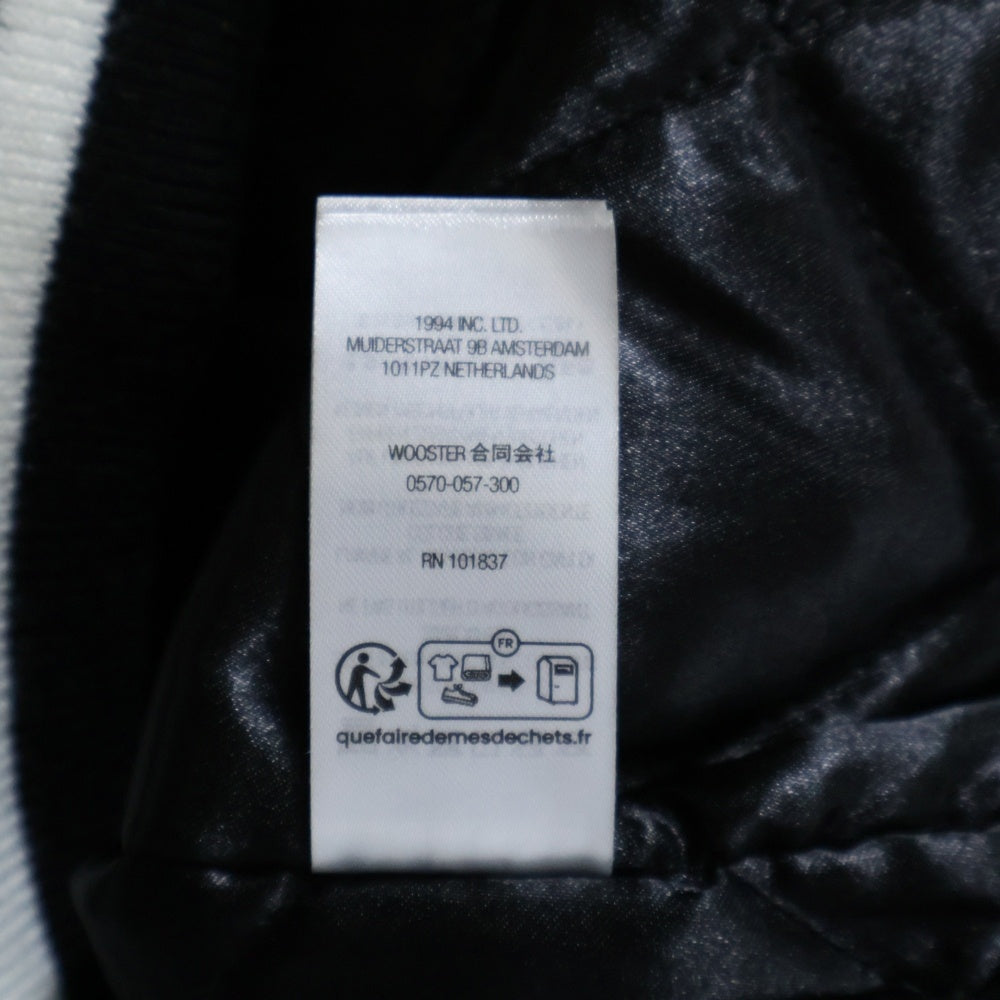 1994 INC. LTD.
MUIDERSTRAAT 9B AMSTERDAM
1011PZ NETHERLANDS
WOOSTER 合同会社
0570-057-300
RN 101837
FR
quefairedemesdechets.fr